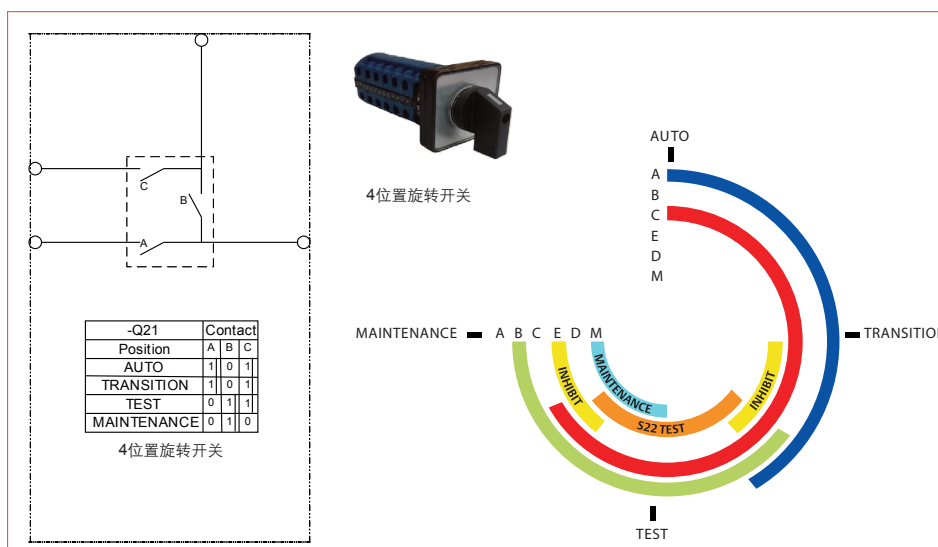 C
B
A
-Q21 Contact
Position A B C
AUTO 1 0 1
TRANSITION 1 0 1
TEST 0 1 1
MAINTENANCE 0 1 0
4位置旋转开关
4位置旋转开关
AUTO
A
B
C
E
D
M
MAINTENANCE A B C E D M
TRANSITION
INHIBIT
MAINTENANCE
S22 TEST
INHIBIT
TEST